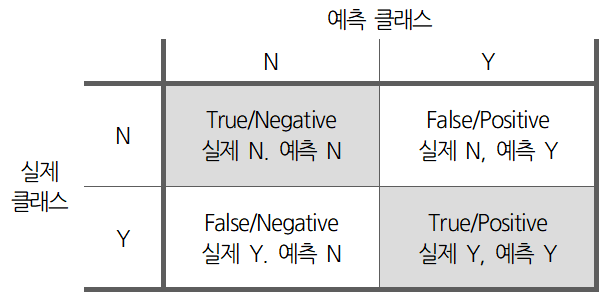 예측 클래스
N
Y
N
True/Negative
실제 N. 예측 N
False/Positive
실제 N, 예측 Y
실제
클래스
Y
False/Negative
실제 Y. 예측 N
True/Positive
실제 Y, 예측 Y